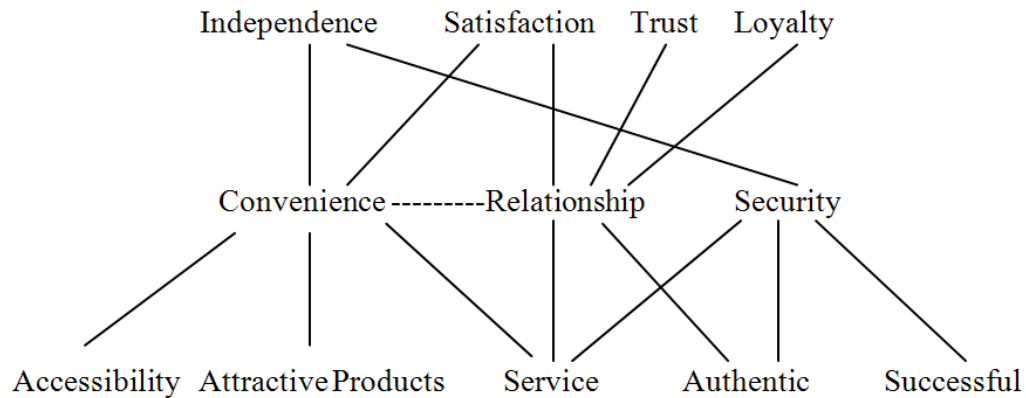 Independence Satisfaction Trust Loyalty
Convenience ---------Relationship Security
Accessibility Attractive Products Service Authentic Successful